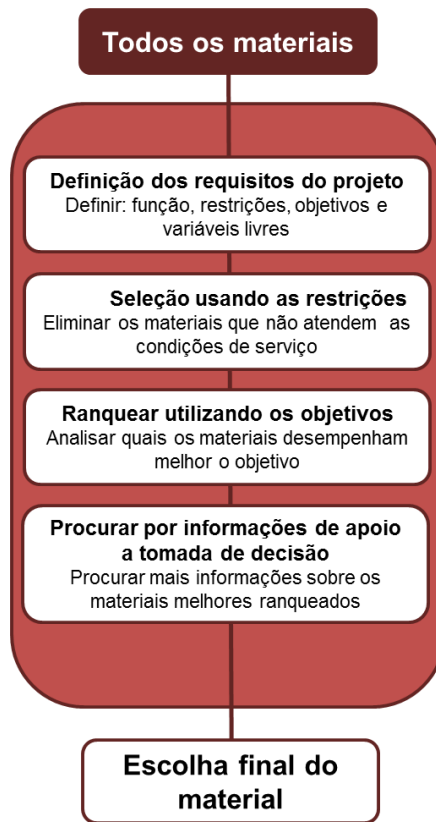 Todos os materiais
Definição dos requisitos do projeto
Definir: função, restrições, objetivos e
variáveis livres
Seleção usando as restrições
Eliminar os materiais que não atendem as
condições de serviço
Ranquear utilizando os objetivos
Analisar quais os materiais desempenham
melhor o objetivo
Procurar por informações de apoio
a tomada de decisão
Procurar mais informações sobre os
materiais melhores ranqueados
Escolha final do
material